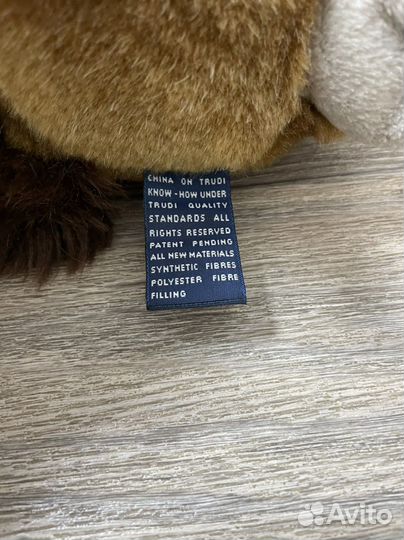 CHINA ON TRUDI
KNOW-HOW UNDER
TRUDI QUALITY
STANDARDS ALL
RIGHTS RESERVED
PATENT PENDING
ALL NEW MATERIALS
SYNTHETIC FIBRES
POLYESTER FIBRE
FILLING
Avito